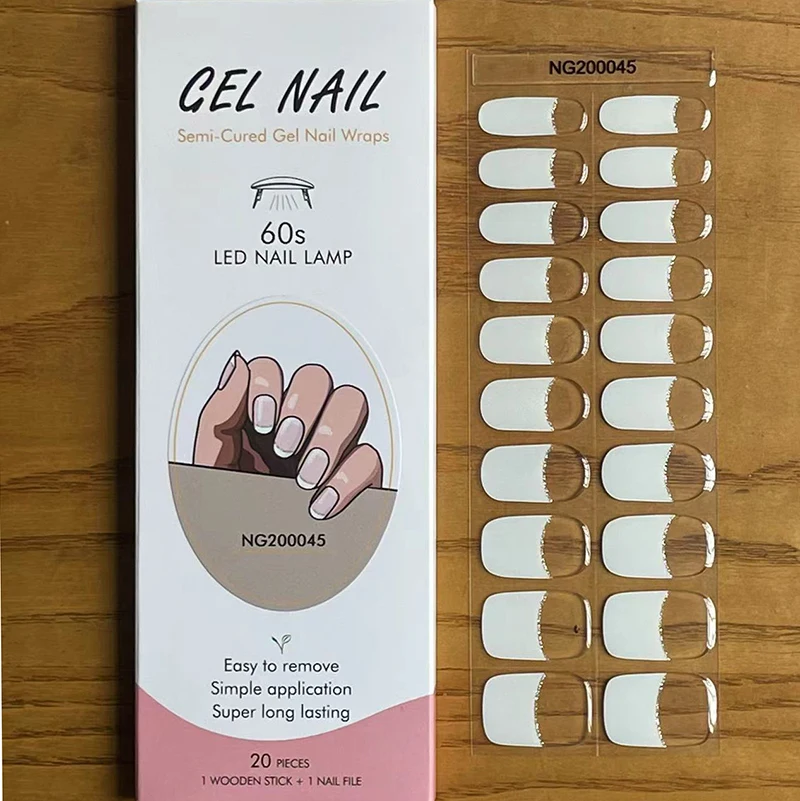 GEL NAIL
Semi-Cured Gel Nail Wraps
60s
LED NAIL LAMP
NG200045
Easy to remove
Simple application
Super long lasting
20 PIECES
1 WOODEN STICK + 1 NAIL FILE
NG200045